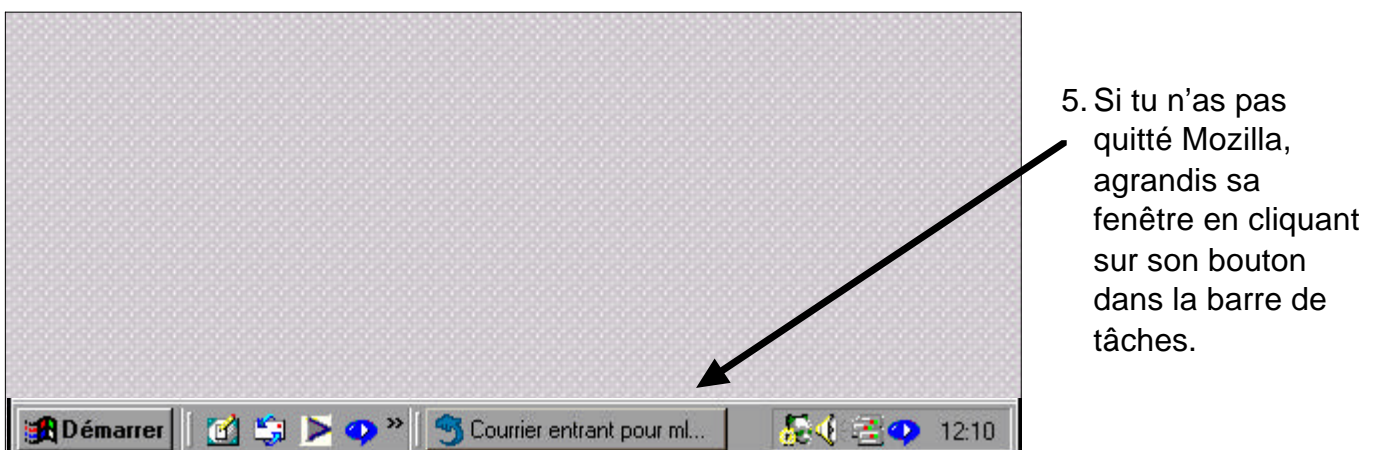 5. Si tu n’as pas
quitté Mozilla,
agrandis sa
fenêtre en cliquant
sur son bouton
dans la barre de
tâches.
Démarrer » Courrier entrant pour ml... 12:10